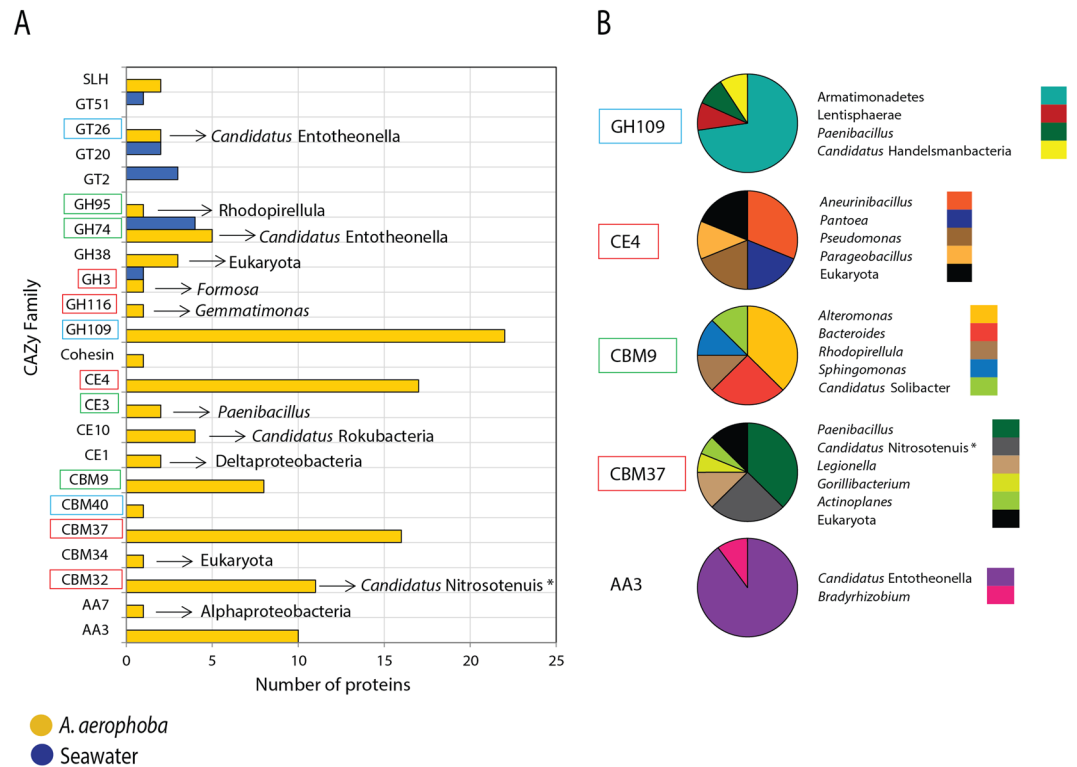 A
CAZy Family
SLH
GT51
GT26
Candidatus Entotheonella
GT20
GT2
GH95
Rhodopirellula
GH74
Candidatus Entotheonella
GH38
Eukaryota
GH3
Formosa
GH116
Gemmatimonas
GH109
Cohesin
CE4
CE3
Paenibacillus
CE10
Candidatus Rokubacteria
CE1
Deltaproteobacteria
CBM9
CBM40
CBM37
CBM34
Eukaryota
CBM32
Candidatus Nitrosotenuis *
AA7
Alphaproteobacteria
AA3
0 5 10 15 20 25
Number of proteins
A. aerophoba
Seawater
B
GH109
Armatimonadetes
Lentisphaerae
Paenibacillus
Candidatus Handelsmanbacteria
CE4
Aneurinibacillus
Pantoea
Pseudomonas
Parageobacillus
Eukaryota
CBM9
Alteromonas
Bacteroides
Rhodopirellula
Sphingomonas
Candidatus Solibacter
CBM37
Paenibacillus
Candidatus Nitrosotenuis *
Legionella
Gorillibacterium
Actinoplanes
Eukaryota
AA3
Candidatus Entotheonella
Bradyrhizobium